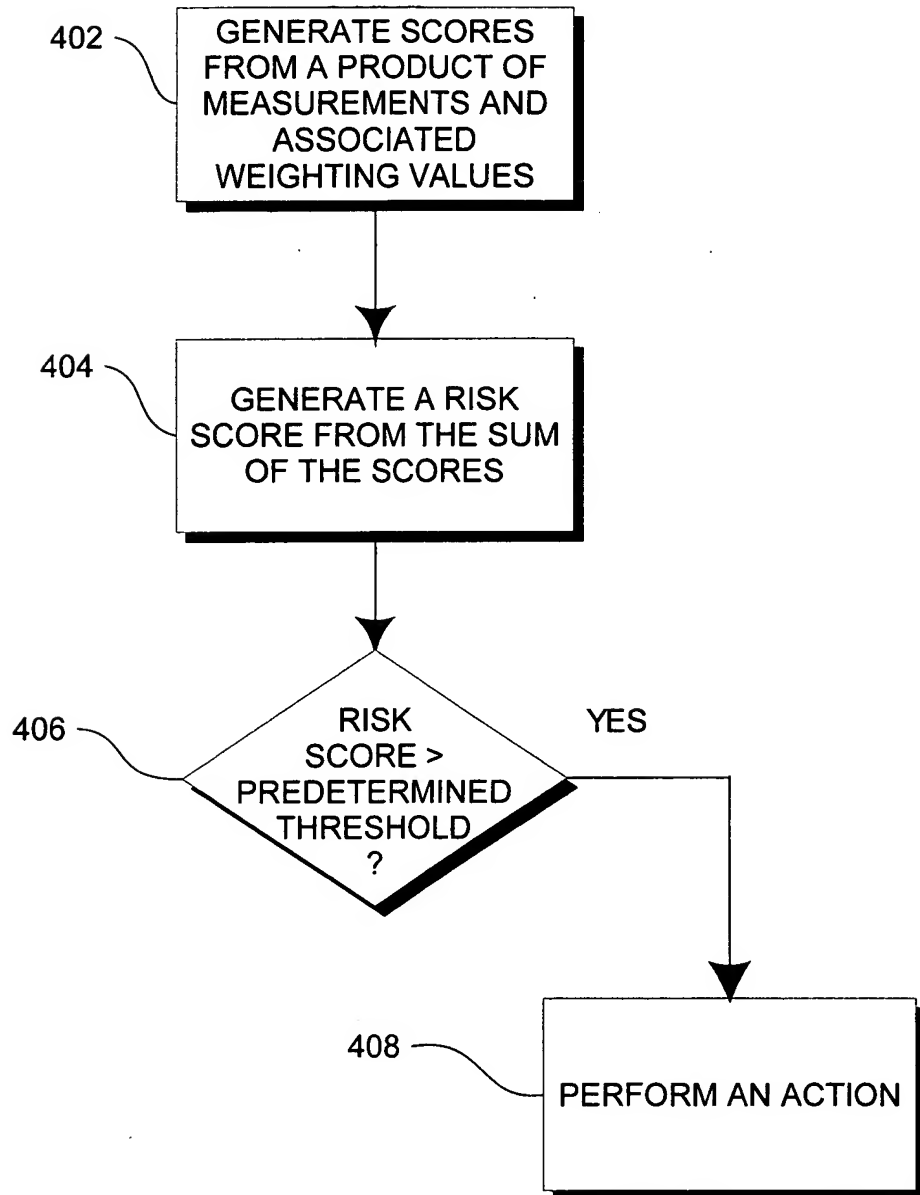 402
GENERATE SCORES
FROM A PRODUCT OF
MEASUREMENTS AND
ASSOCIATED
WEIGHTING VALUES
404
GENERATE A RISK
SCORE FROM THE SUM
OF THE SCORES
406
RISK
SCORE >
PREDETERMINED
THRESHOLD
?
YES
408
PERFORM AN ACTION